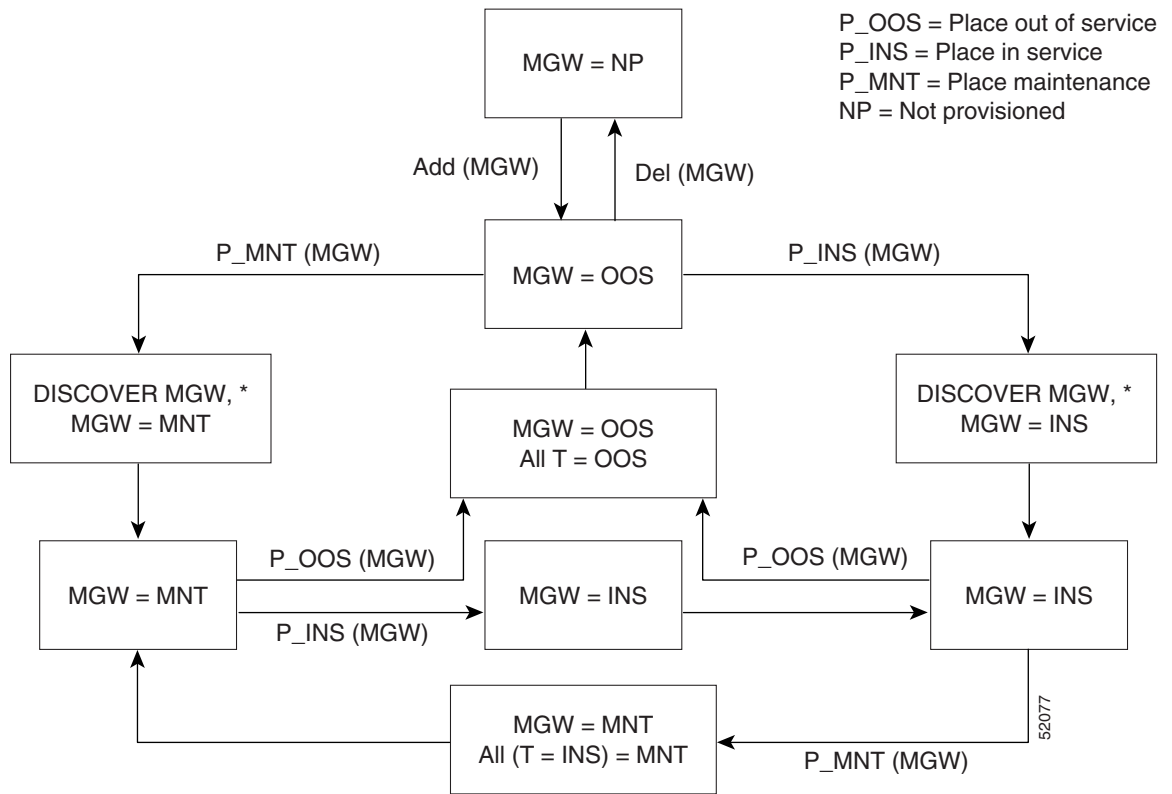 P_OOS = Place out of service
P_INS = Place in service
P_MNT = Place maintenance
NP = Not provisioned
MGW = NP
Add (MGW)
Del (MGW)
P_MNT (MGW)
MGW = OOS
P_INS (MGW)
DISCOVER MGW, *
MGW = MNT
MGW = OOS
All T = OOS
DISCOVER MGW, *
MGW = INS
MGW = MNT
P_OOS (MGW)
P_INS (MGW)
MGW = INS
P_OOS (MGW)
MGW = INS
MGW = MNT
All (T = INS) = MNT
P_MNT (MGW)
52077